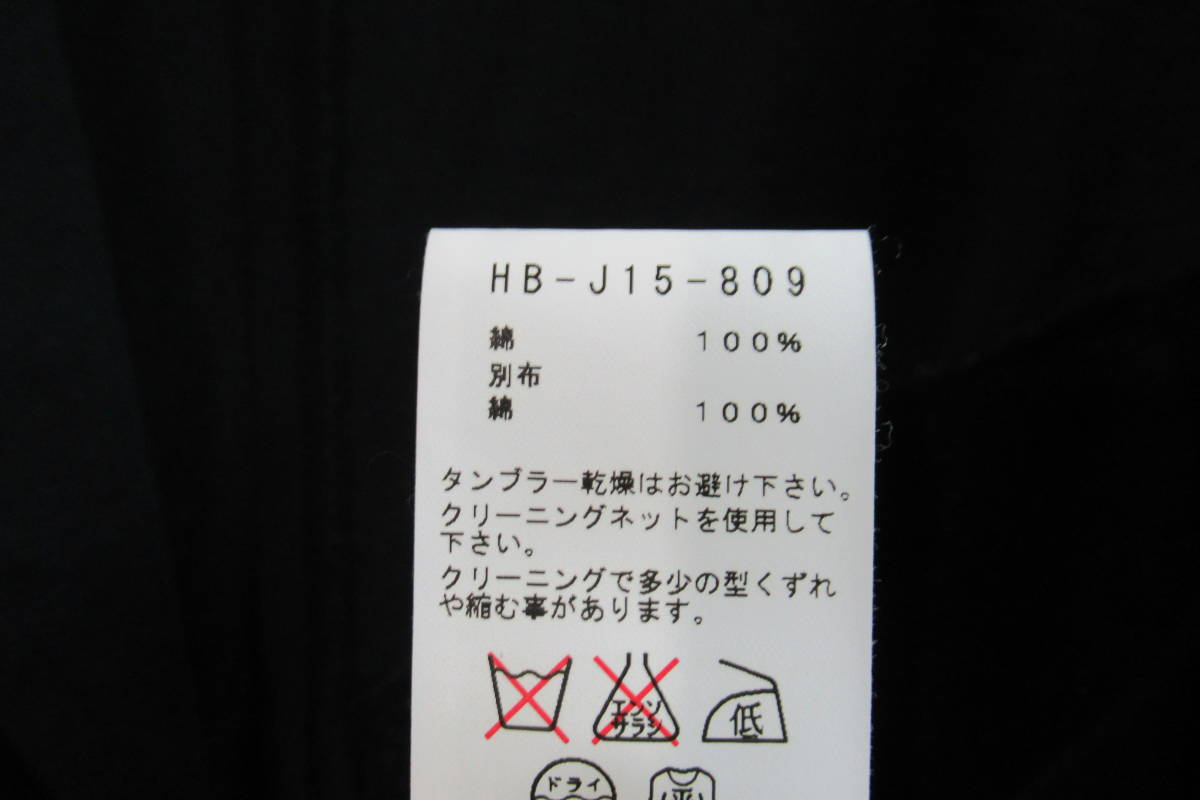 HB-J15-809
綿 100%
別布
綿 100%
タンブラー乾燥はお避け下さい。
クリーニングネットを使用して
下さい。
クリーニングで多少の型くずれ
や縮む事があります。
エンソ
サラシ
低
ドライ
平